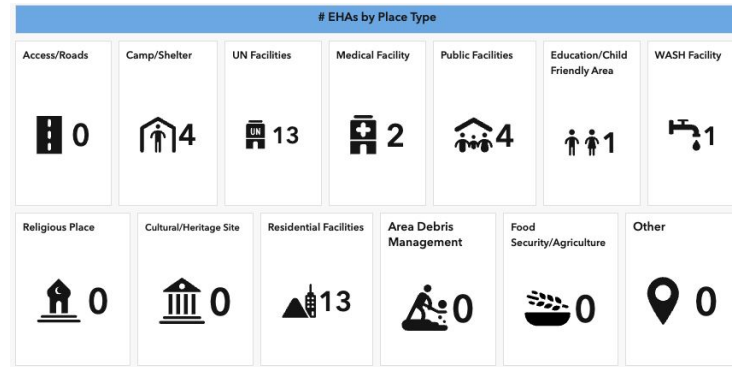 # EHAs by Place Type
Access/Roads
0
Camp/Shelter
4
UN Facilities
UN
13
Medical Facility
2
Public Facilities
4
Education/Child
Friendly Area
1
WASH Facility
1
Religious Place
0
Cultural/Heritage Site
0
Residential Facilities
13
Area Debris
Management
0
Food
Security/Agriculture
0
Other
0